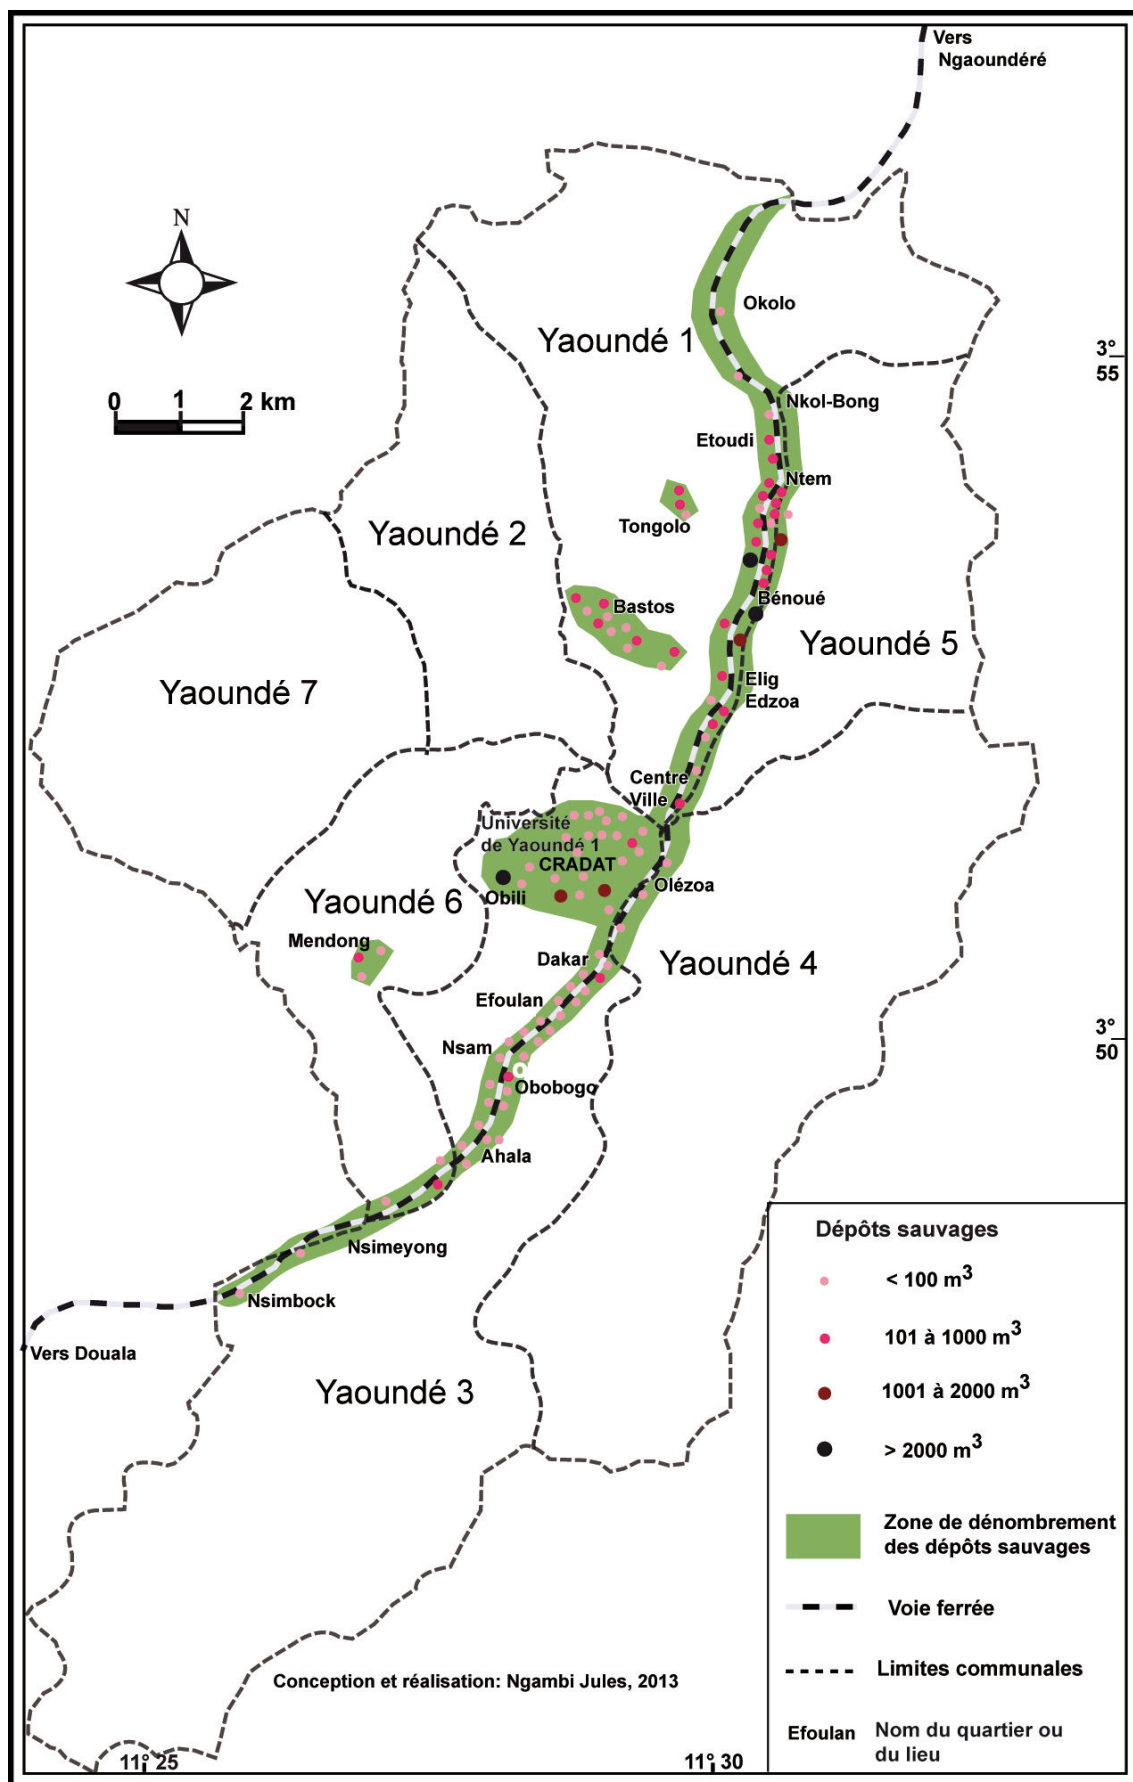 Vers
Ngaoundéré
N
Okolo
Yaoundé 1
3°
55
0 1 2 km
Nkol-Bong
Etoudi
Ntem
Tongolo
Yaoundé 2
Bénoué
Bastos
Yaoundé 5
Yaoundé 7
Elig
Edzoa
Centre
Ville
Université
de Yaoundé 1
CRADAT
Olézoa
Obili
Yaoundé 6
Mendong
Dakar
Yaoundé 4
Efoulan
3°
50
Nsam
Obobogo
Ahala
Nsimeyong
Nsimbock
Vers Douala
Yaoundé 3
Dépôts sauvages
< 100 m³
101 à 1000 m³
1001 à 2000 m³
> 2000 m³
Zone de dénombrement
des dépôts sauvages
Voie ferrée
Limites communales
Efoulan Nom du quartier ou
du lieu
Conception et réalisation: Ngambi Jules, 2013
11° 25
11° 30